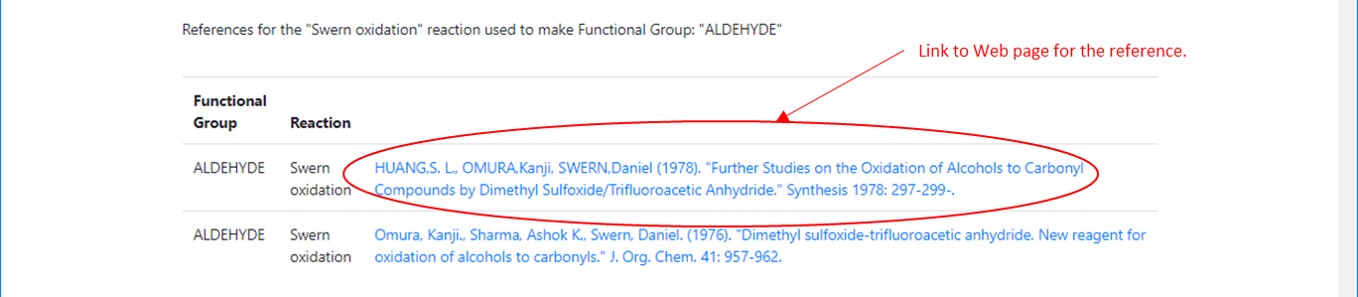 References for the "Swern oxidation" reaction used to make Functional Group: "ALDEHYDE"
Link to Web page for the reference.
Functional Group
Reaction
ALDEHYDE
Swern oxidation
HUANG,S. L., OMURA,Kanji, SWERN,Daniel (1978). "Further Studies on the Oxidation of Alcohols to Carbonyl
Compounds by Dimethyl Sulfoxide/Trifluoroacetic Anhydride." Synthesis 1978: 297-299-.
ALDEHYDE
Swern oxidation
Omura, Kanji., Sharma, Ashok K., Swern, Daniel. (1976). "Dimethyl sulfoxide-trifluoroacetic anhydride. New reagent for
oxidation of alcohols to carbonyls." J. Org. Chem. 41: 957-962.